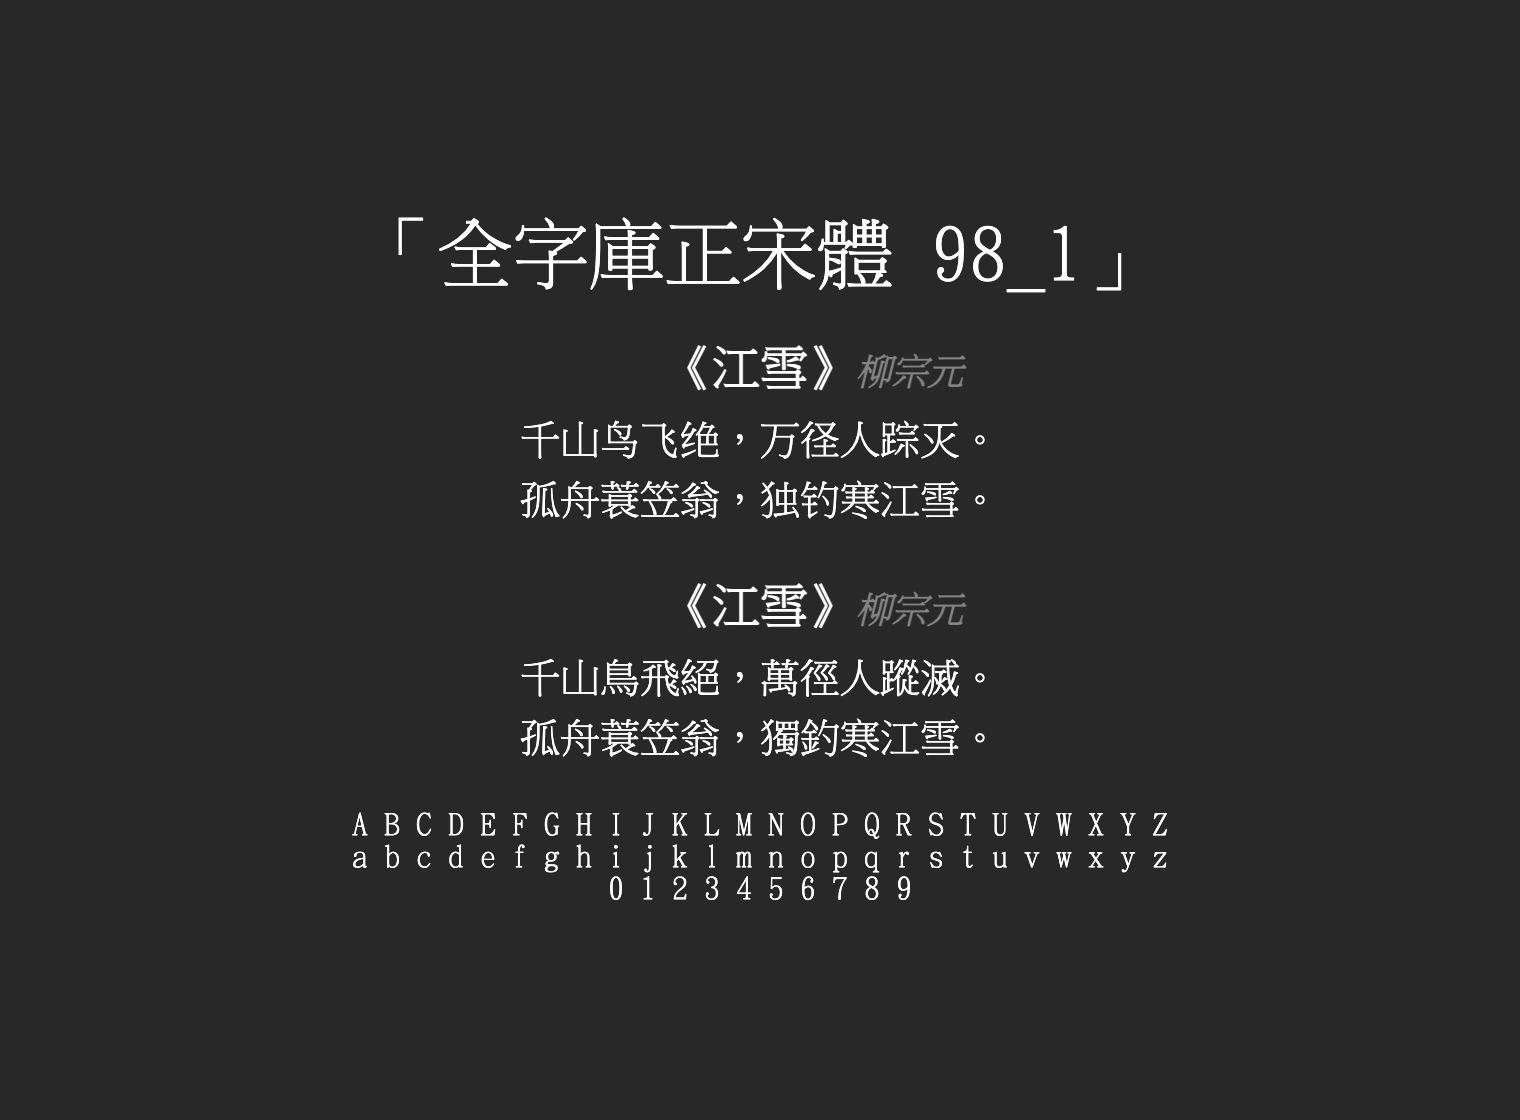 「全字庫正宋體 98_1」
《江雪》柳宗元
千山鸟飞绝，万径人踪灭。
孤舟蓑笠翁，独钓寒江雪。
《江雪》柳宗元
千山鳥飛絕，萬徑人蹤滅。
孤舟蓑笠翁，獨釣寒江雪。
A B C D E F G H I J K L M N O P Q R S T U V W X Y Z
a b c d e f g h i j k l m n o p q r s t u v w x y z
0 1 2 3 4 5 6 7 8 9